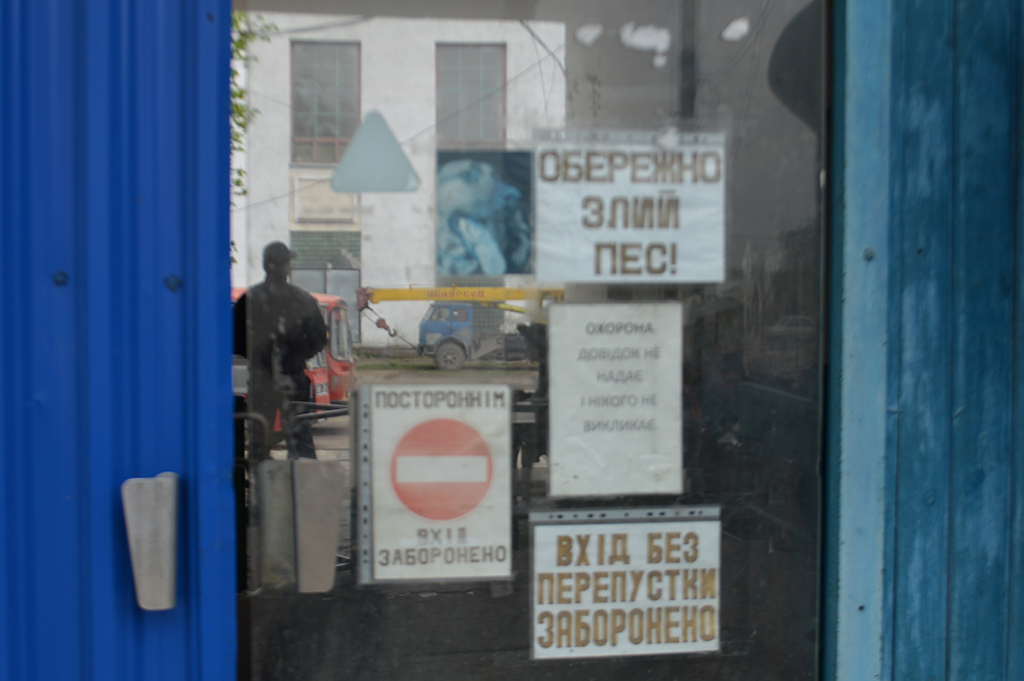 ОБЕРЕЖНО
ЗЛИЙ
ПЕС!
ОХОРОНА
ДОВІДОК НЕ
НАДАЄ
І НІКОГО НЕ
ВИКЛИКАЄ
ПОСТОРОННІМ
ВХІД
ЗАБОРОНЕНО
ВХІД БЕЗ
ПЕРЕПУСТКИ
ЗАБОРОНЕНО